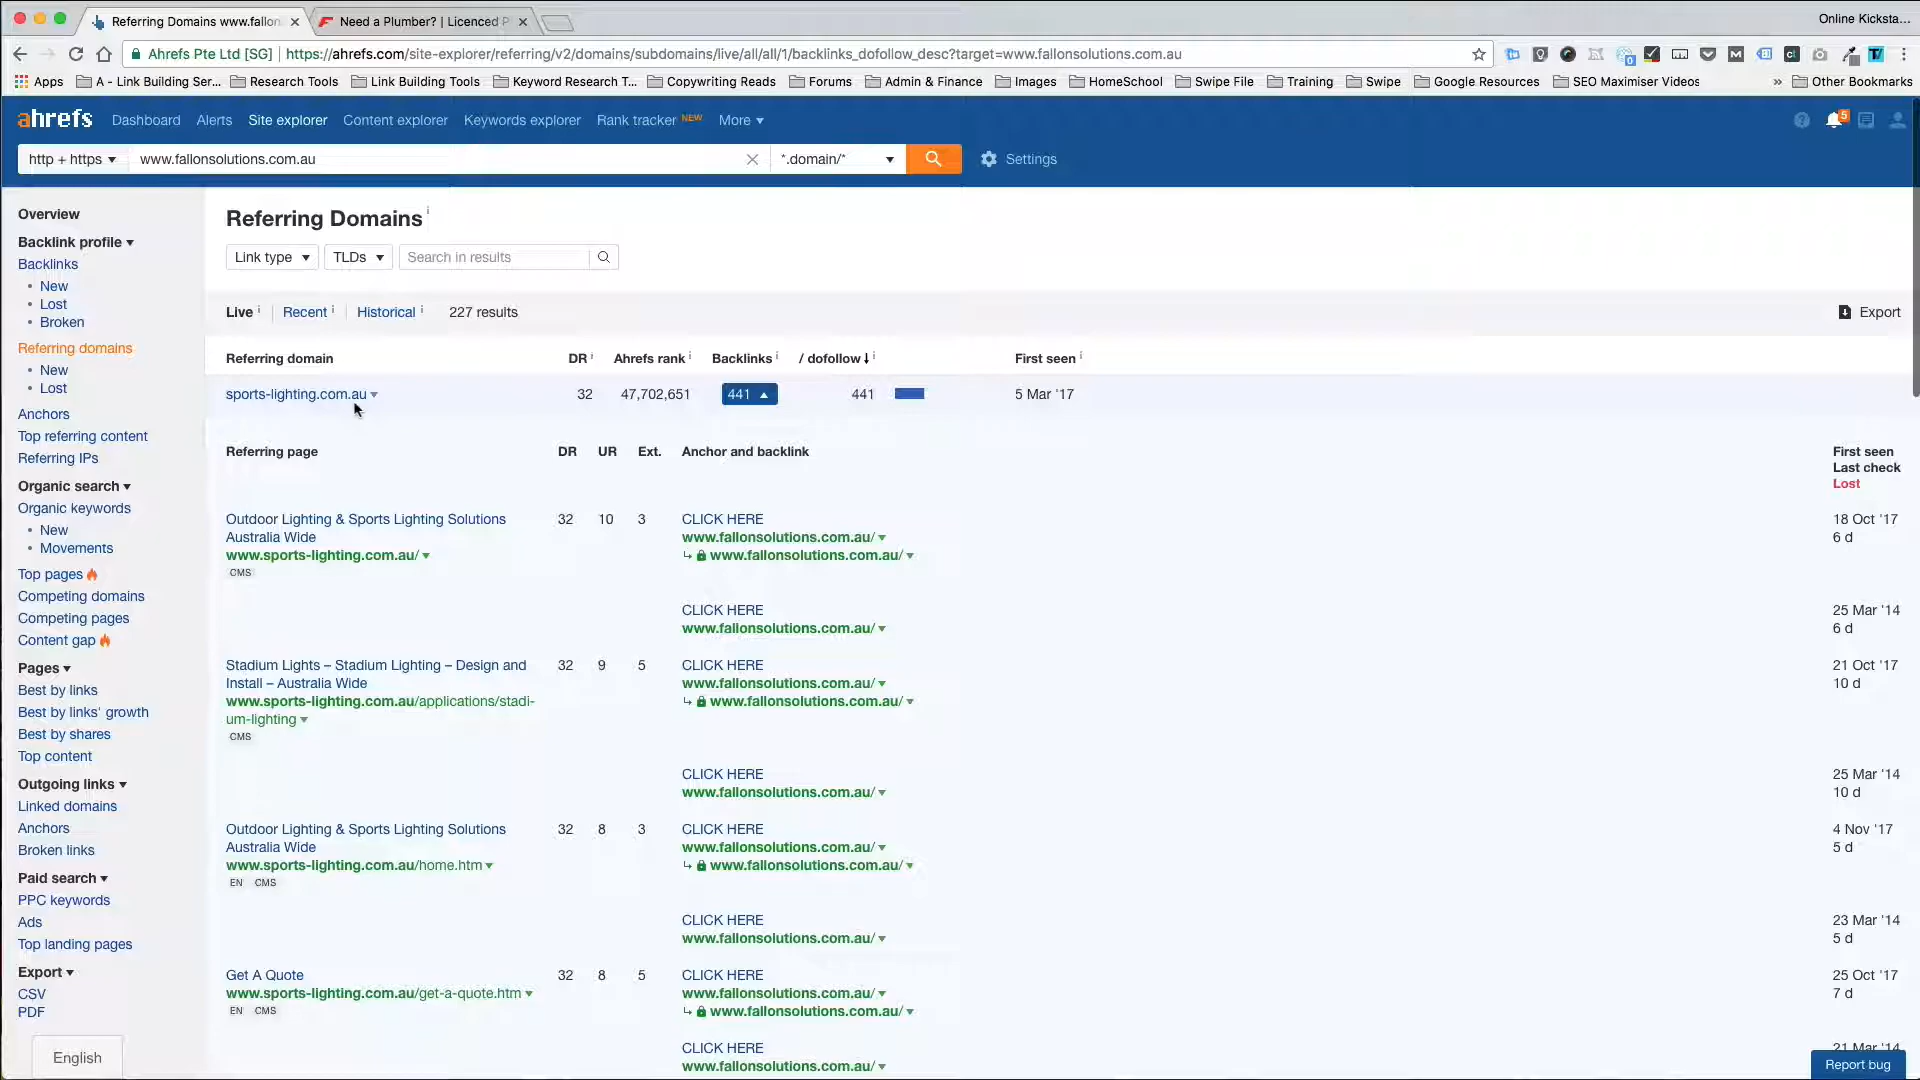 Referring Domains www.fallon
Need a Plumber? | Licenced P
Online Kicksta...
Ahrefs Pte Ltd [SG]
https://ahrefs.com/site-explorer/referring/v2/domains/subdomains/live/all/all/1/backlinks_dofollow_desc?target=www.fallonsolutions.com.au
Apps
A - Link Building Ser...
Research Tools
Link Building Tools
Keyword Research T...
Copywriting Reads
Forums
Admin & Finance
Images
HomeSchool
Swipe File
Training
Swipe
Google Resources
SEO Maximiser Videos
»
Other Bookmarks
ahrefs
Dashboard
Alerts
Site explorer
Content explorer
Keywords explorer
Rank tracker NEW
More
5
http + https
www.fallonsolutions.com.au
*.domain/*
Settings
Overview
Backlink profile
Backlinks
• New
• Lost
• Broken
Referring domains
• New
• Lost
Anchors
Top referring content
Referring IPs
Organic search
Organic keywords
• New
• Movements
Top pages
Competing domains
Competing pages
Content gap
Pages
Best by links
Best by links' growth
Best by shares
Top content
Outgoing links
Linked domains
Anchors
Broken links
Paid search
PPC keywords
Ads
Top landing pages
Export
CSV
PDF
English
Referring Domains i
Link type
TLDs
Search in results
Live i
Recent i
Historical i
227 results
Export
Referring domain DR i Ahrefs rank i Backlinks i / dofollow ↓ i First seen i
sports-lighting.com.au 32 47,702,651 441 441 5 Mar '17
Referring page DR UR Ext. Anchor and backlink First seen
Last check
Lost
Outdoor Lighting & Sports Lighting Solutions 32 10 3 CLICK HERE 18 Oct '17
Australia Wide www.fallonsolutions.com.au/ 6 d
www.sports-lighting.com.au/ www.fallonsolutions.com.au/
CMS
CLICK HERE 25 Mar '14
www.fallonsolutions.com.au/ 6 d
Stadium Lights – Stadium Lighting – Design and 32 9 5 CLICK HERE 21 Oct '17
Install – Australia Wide www.fallonsolutions.com.au/ 10 d
www.sports-lighting.com.au/applications/stadi- www.fallonsolutions.com.au/
um-lighting
CMS
CLICK HERE 25 Mar '14
www.fallonsolutions.com.au/ 10 d
Outdoor Lighting & Sports Lighting Solutions 32 8 3 CLICK HERE 4 Nov '17
Australia Wide www.fallonsolutions.com.au/ 5 d
www.sports-lighting.com.au/home.htm www.fallonsolutions.com.au/
EN CMS
CLICK HERE 23 Mar '14
www.fallonsolutions.com.au/ 5 d
Get A Quote 32 8 5 CLICK HERE 25 Oct '17
www.sports-lighting.com.au/get-a-quote.htm www.fallonsolutions.com.au/ 7 d
EN CMS www.fallonsolutions.com.au/
CLICK HERE 21 Mar '14
www.fallonsolutions.com.au/
Report bug